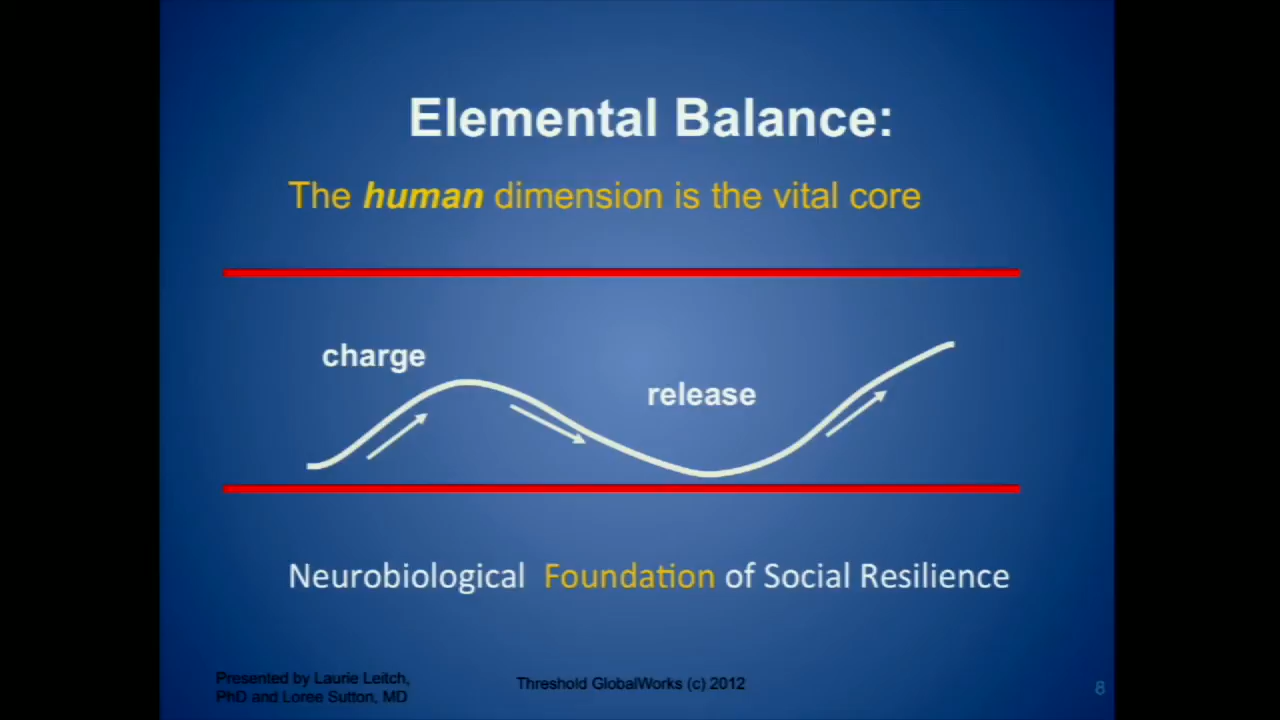 Elemental Balance:
The human dimension is the vital core
charge
release
Neurobiological Foundation of Social Resilience
Presented by Laurie Leitch,
PhD and Loree Sutton, MD
Threshold GlobalWorks (c) 2012
8